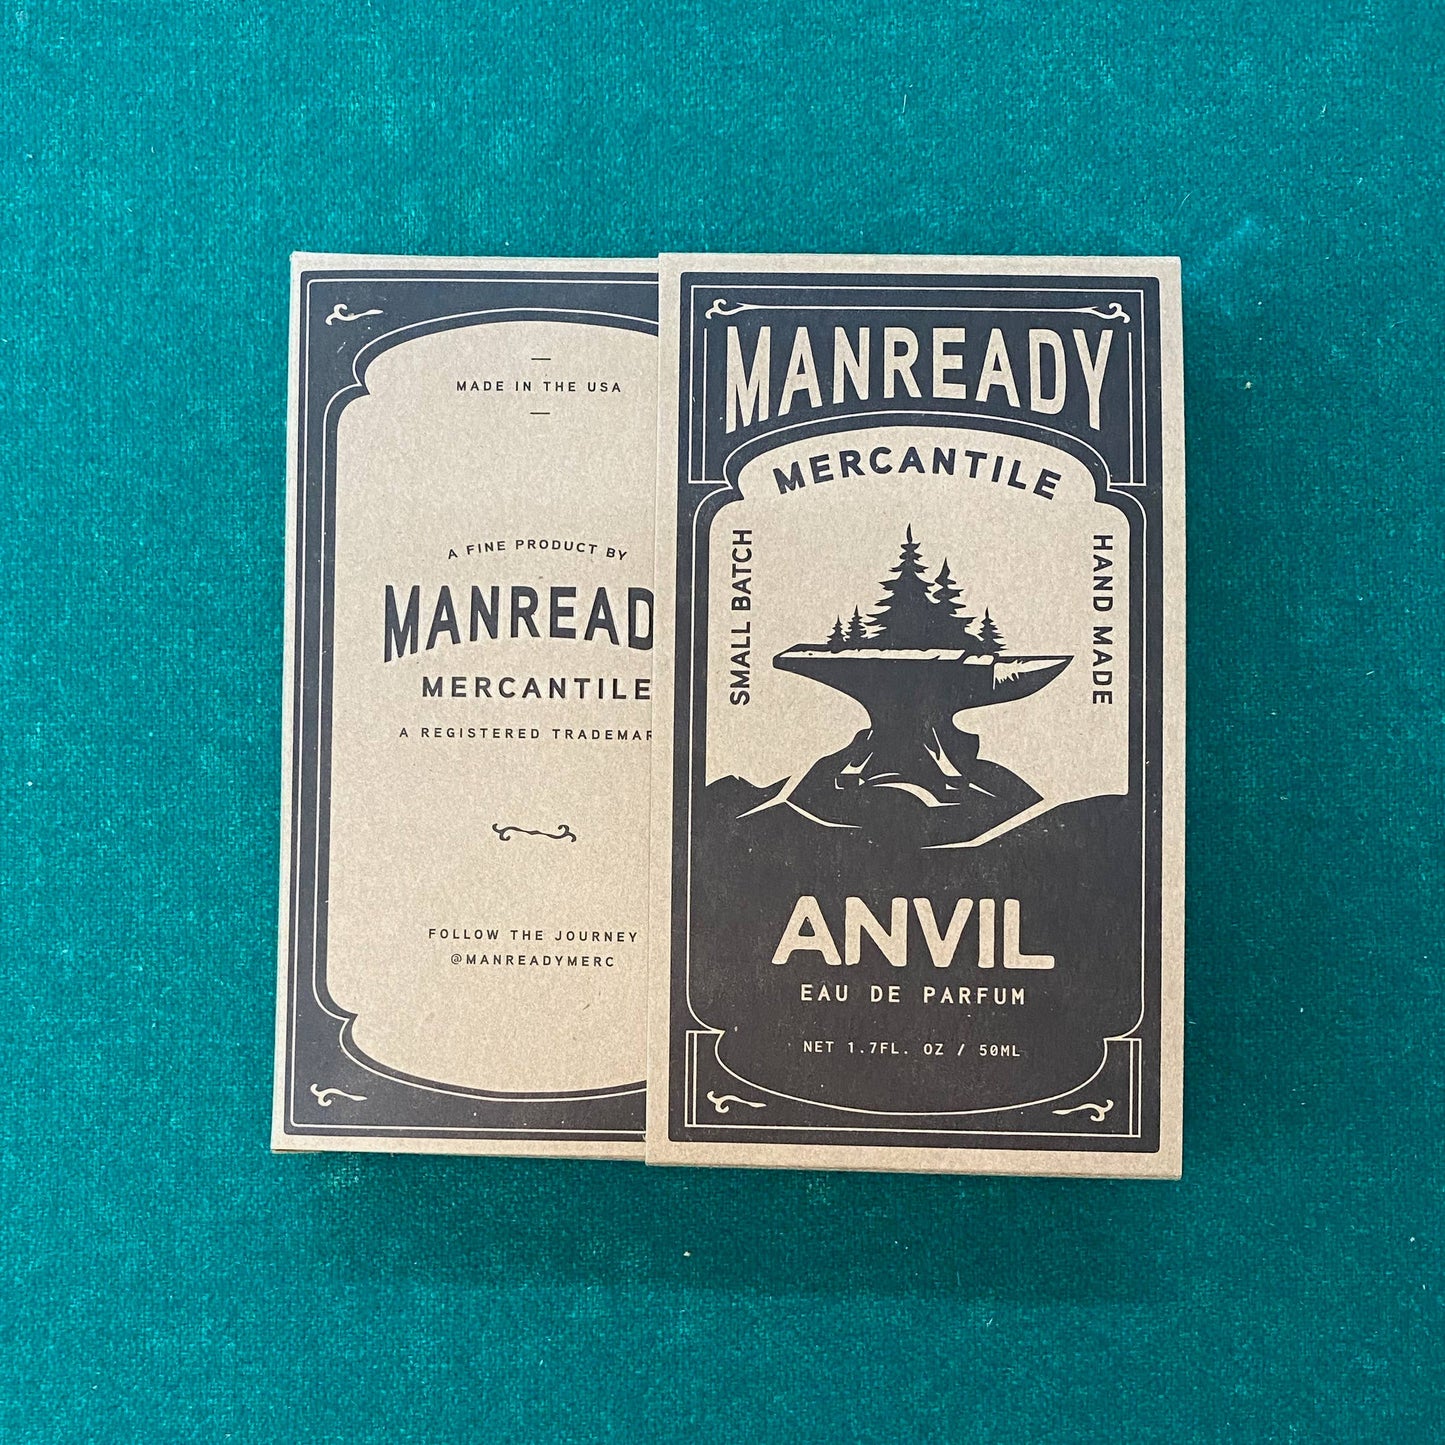 MADE IN THE USA
A FINE PRODUCT BY
MANREAD
MERCANTILE
A REGISTERED TRADEMAR
FOLLOW THE JOURNEY
@MANREADYMERC
MANREADY
MERCANTILE
SMALL BATCH
HAND MADE
ANVIL
EAU DE PARFUM
NET 1.7FL. OZ / 50ML